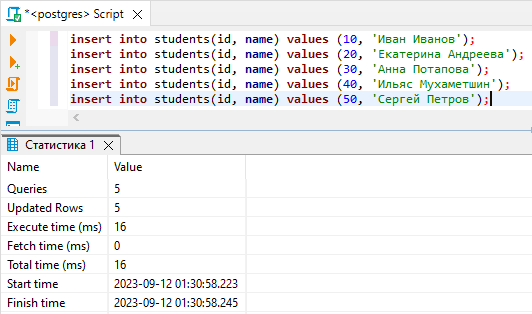 *<postgres> Script
insert into students(id, name) values (10, 'Иван Иванов');
insert into students(id, name) values (20, 'Екатерина Андреева');
insert into students(id, name) values (30, 'Анна Потапова');
insert into students(id, name) values (40, 'Ильяс Мухаметшин');
insert into students(id, name) values (50, 'Сергей Петров');
Статистика 1
Name Value
Queries 5
Updated Rows 5
Execute time (ms) 16
Fetch time (ms) 0
Total time (ms) 16
Start time 2023-09-12 01:30:58.223
Finish time 2023-09-12 01:30:58.245